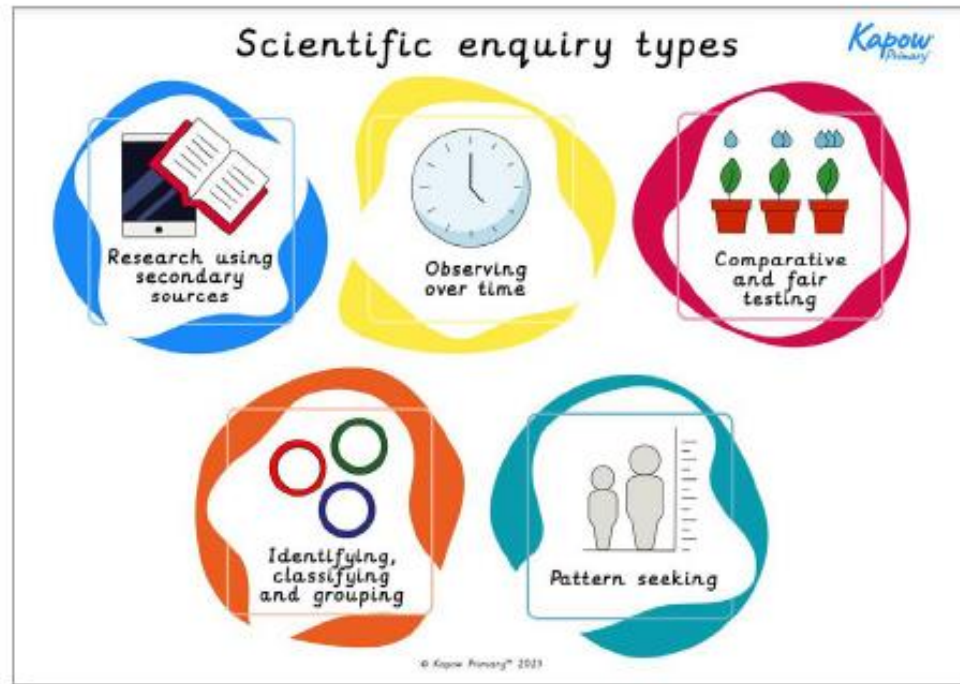 Scientific enquiry types
Kapow
Primary
Research using
secondary
sources
Observing
over time
Comparative
and fair
testing
Identifying,
classifying
and grouping
Pattern seeking
© Kapow Primary™ 2023